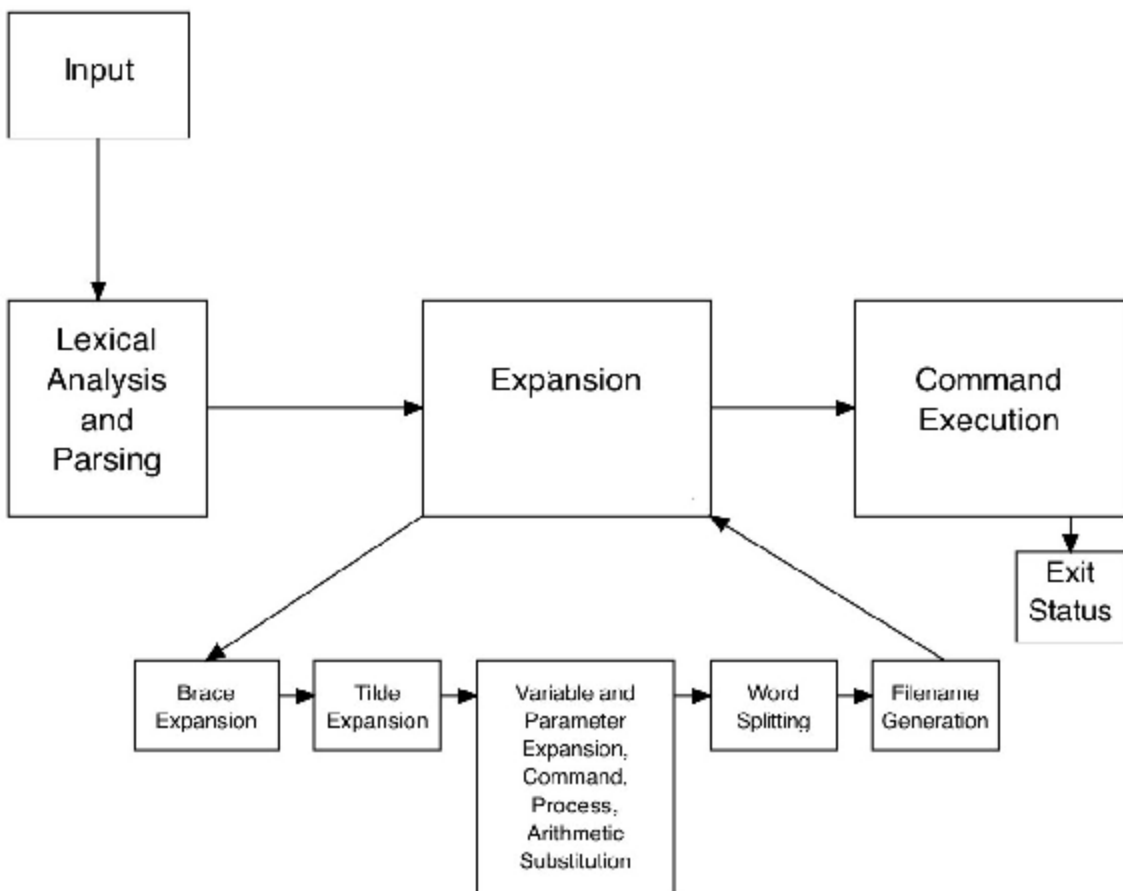 Input
Lexical
Analysis
and
Parsing
Expansion
Command
Execution
Exit
Status
Brace
Expansion
Tilde
Expansion
Variable and
Parameter
Expansion,
Command,
Process,
Arithmetic
Substitution
Word
Splitting
Filename
Generation